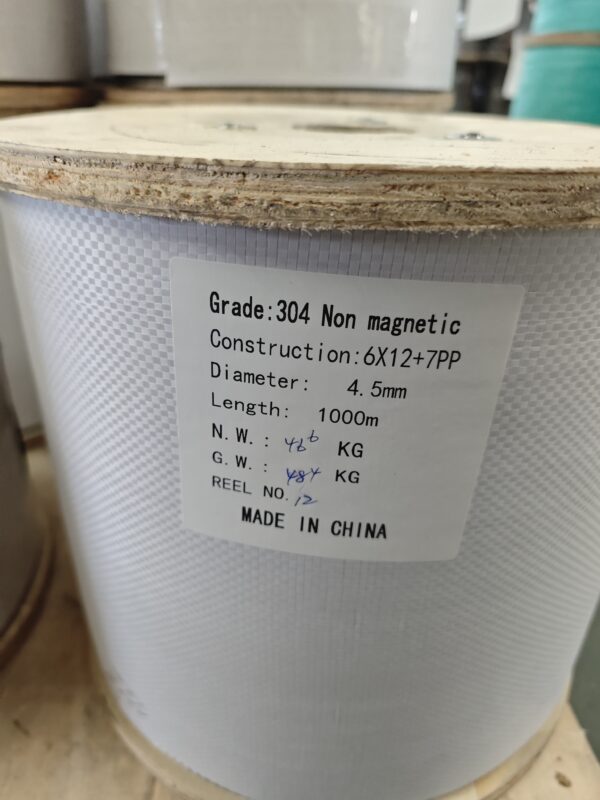 Grade:304 Non magnetic
Construction:6X12+7PP
Diameter: 4.5mm
Length: 1000m
N.W.: 46⁶ KG
G.W.: 48⁴ KG
REEL NO. 12
MADE IN CHINA